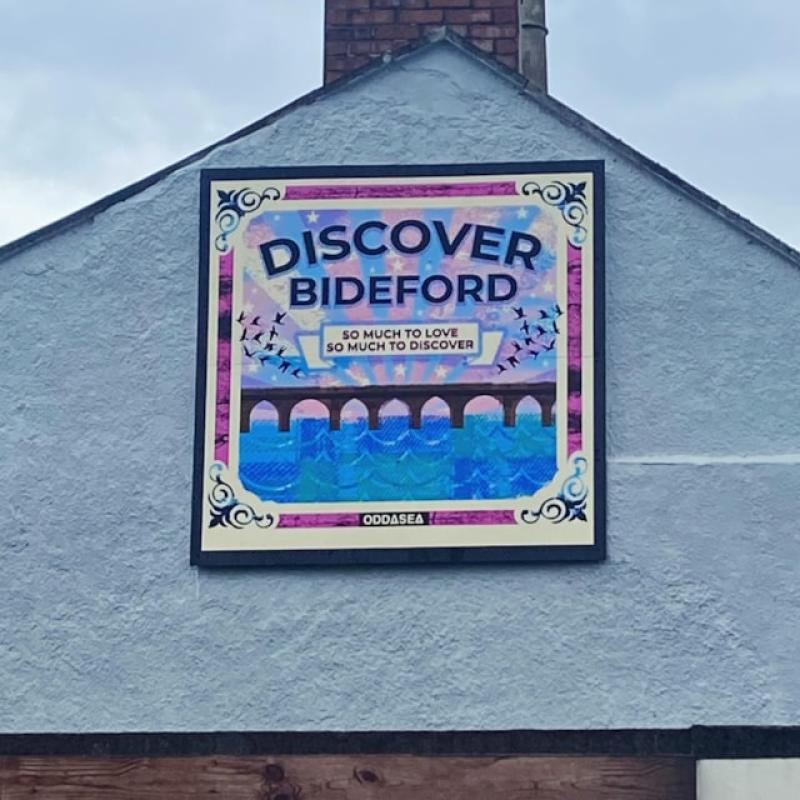 DISCOVER
BIDEFORD
SO MUCH TO LOVE
SO MUCH TO DISCOVER
ODDASEA